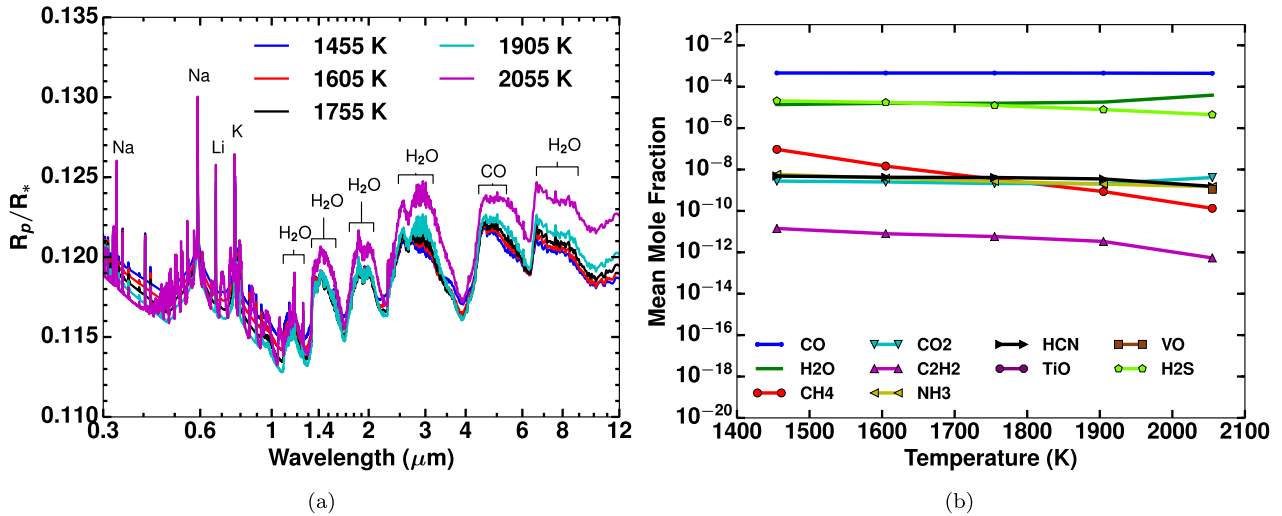 0.135
0.130
0.125
0.120
0.115
0.110
Rₚ/R*
1455 K
1605 K
1755 K
1905 K
2055 K
Na
Na
Li
K
H₂O
H₂O
H₂O
H₂O
CO
H₂O
0.3 0.6 1 1.4 2 3 4 6 8 12
Wavelength (μm)
(a)
10⁻²
10⁻⁴
10⁻⁶
10⁻⁸
10⁻¹⁰
10⁻¹²
10⁻¹⁴
10⁻¹⁶
10⁻¹⁸
10⁻²⁰
Mean Mole Fraction
CO CO2 HCN VO
H2O C2H2 TiO H2S
CH4 NH3
1400 1500 1600 1700 1800 1900 2000 2100
Temperature (K)
(b)